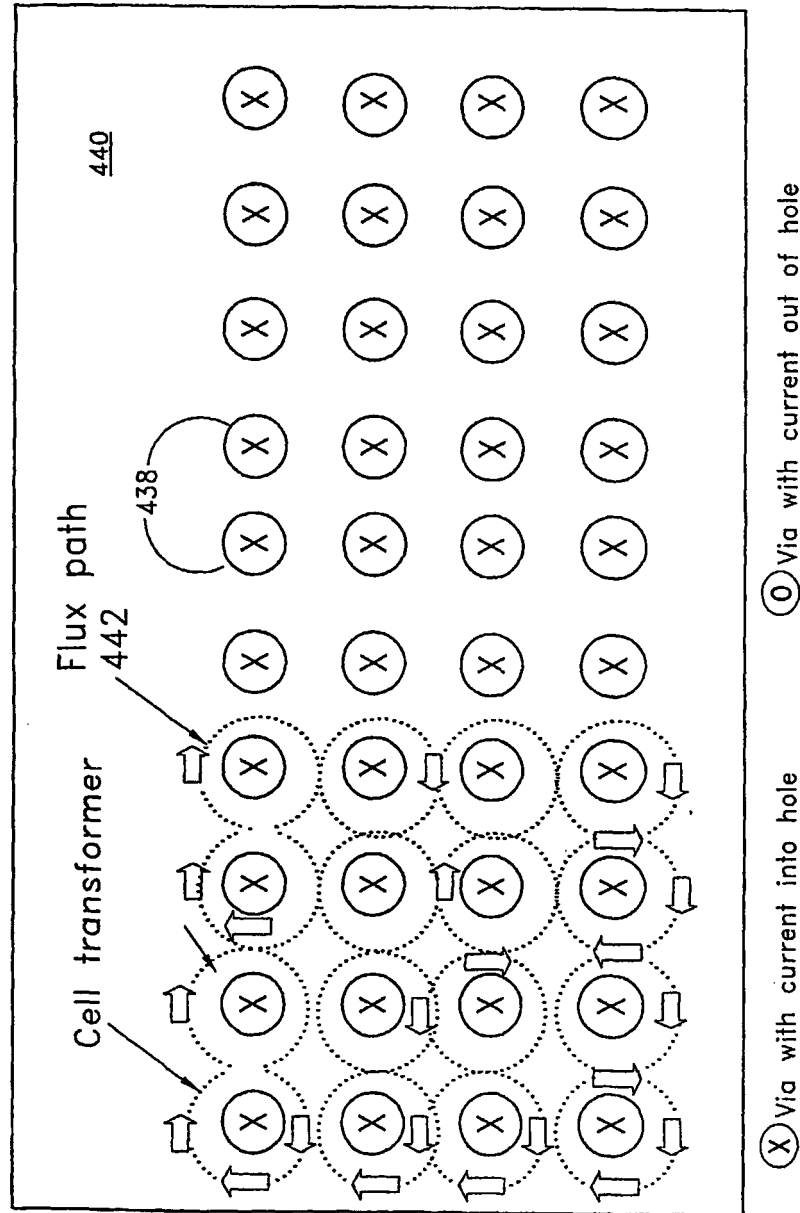 Cell transformer
Flux path
442
438
440
X X X X X X X X X X
X X X X X X X X X X
X X X X X X X X X X
X X X X X X X X X X
X Via with current into hole
O Via with current out of hole